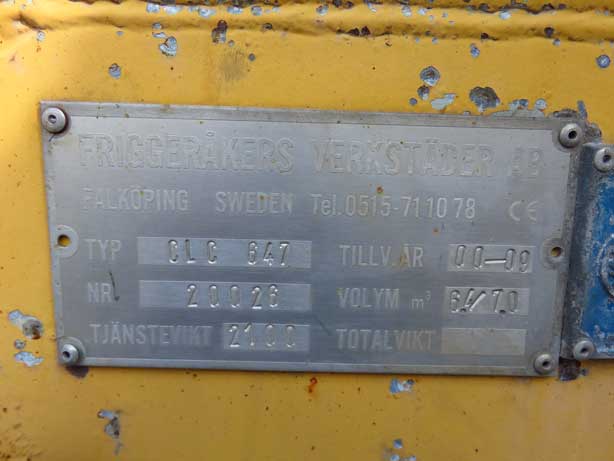 FRIGGERÅKERS VERKSTÄDER AB
FALKÖPING SWEDEN Tel.0515-711078 CE
TYP CLC 647 TILLV.ÅR 00-09
NR 20026 VOLYM m³ 6.4/7.0
TJÄNSTEVIKT 2100 TOTALVIKT